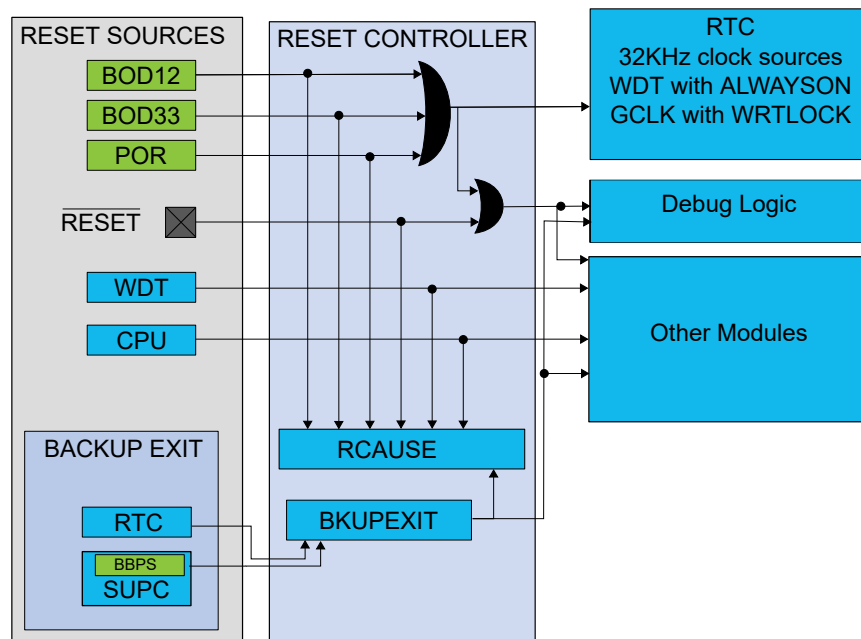 RESET SOURCES
BOD12
BOD33
POR
RESET
WDT
CPU
BACKUP EXIT
RTC
BBPS
SUPC
RESET CONTROLLER
RCAUSE
BKUPEXIT
RTC
32KHz clock sources
WDT with ALWAYSON
GCLK with WRTLOCK
Debug Logic
Other Modules